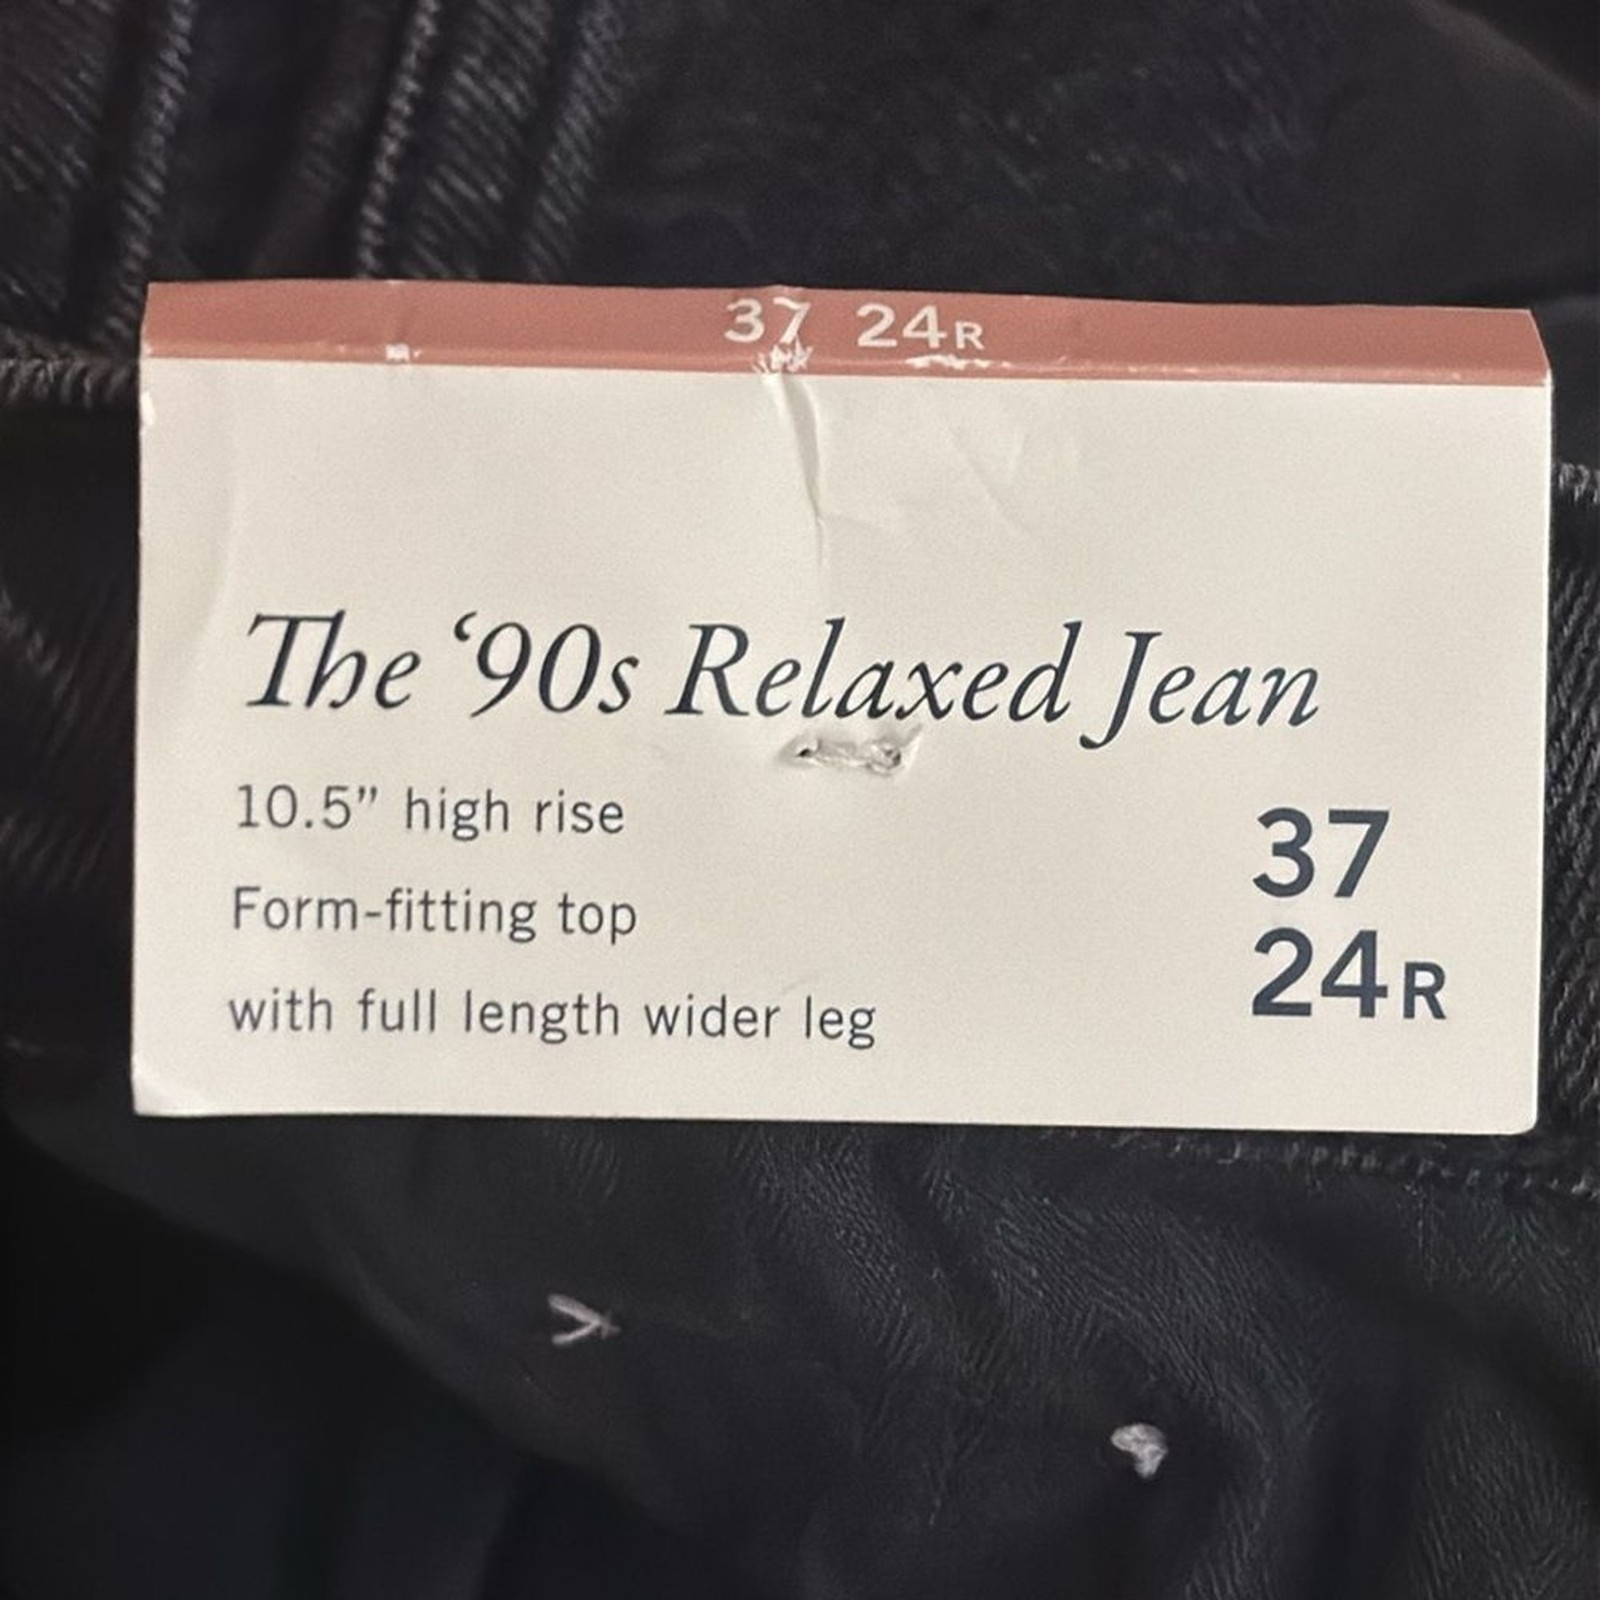 37 24R
The ‘90s Relaxed Jean
10.5” high rise
Form-fitting top
with full length wider leg
37
24R